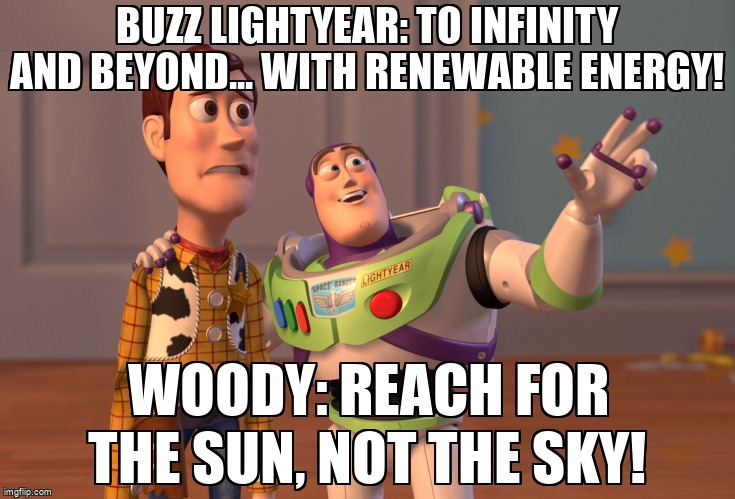 BUZZ LIGHTYEAR: TO INFINITY
AND BEYOND... WITH RENEWABLE ENERGY!
SPACE RANGER
LIGHTYEAR
WOODY: REACH FOR
THE SUN, NOT THE SKY!
imgflip.com